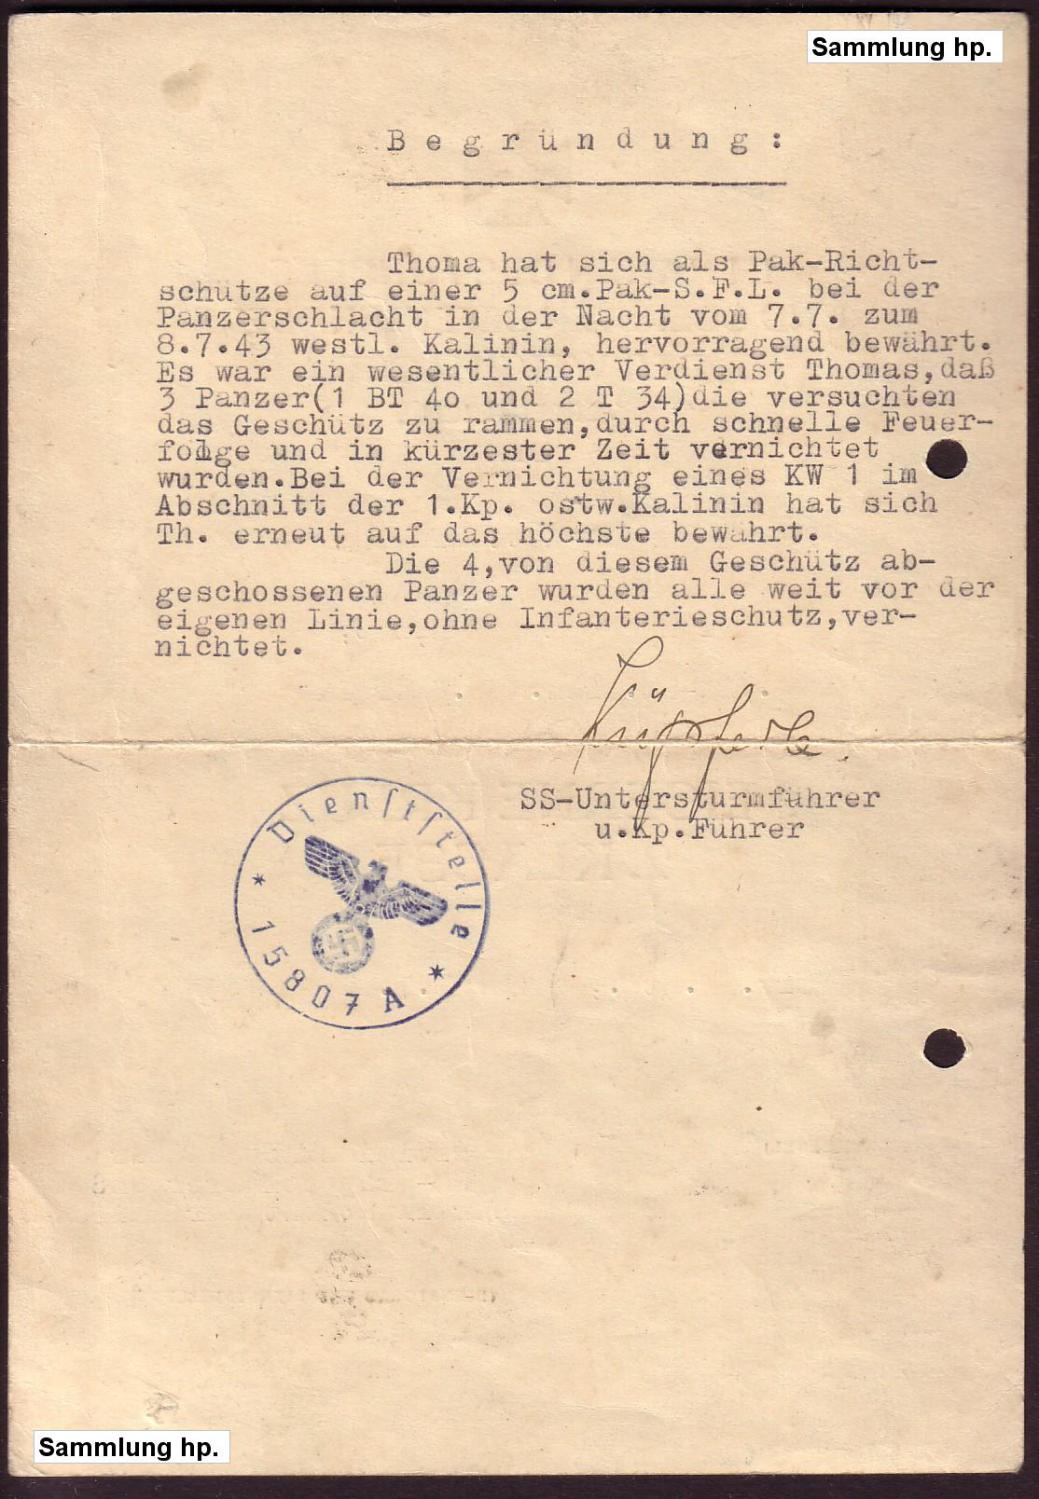 Sammlung hp.
Begründung:
Thoma hat sich als Pak-Richt-
schütze auf einer 5 cm.Pak-S.F.L. bei der
Panzerschlacht in der Nacht vom 7.7. zum
8.7.43 westl. Kalinin, hervorragend bewährt.
Es war ein wesentlicher Verdienst Thomas,daß
3 Panzer(1 BT 4o und 2 T 34)die versuchten
das Geschütz zu rammen,durch schnelle Feuer-
folge und in kürzester Zeit vernichtet
wurden.Bei der Vernichtung eines KW 1 im
Abschnitt der 1.Kp. ostw.Kalinin hat sich
Th. erneut auf das höchste bewährt.
Die 4,von diesem Geschütz ab-
geschossenen Panzer wurden alle weit vor der
eigenen Linie,ohne Infanterieschutz,ver-
nichtet.
SS-Untersturmführer
u.Kp.Führer
Dienststelle
* 15807A *
Sammlung hp.